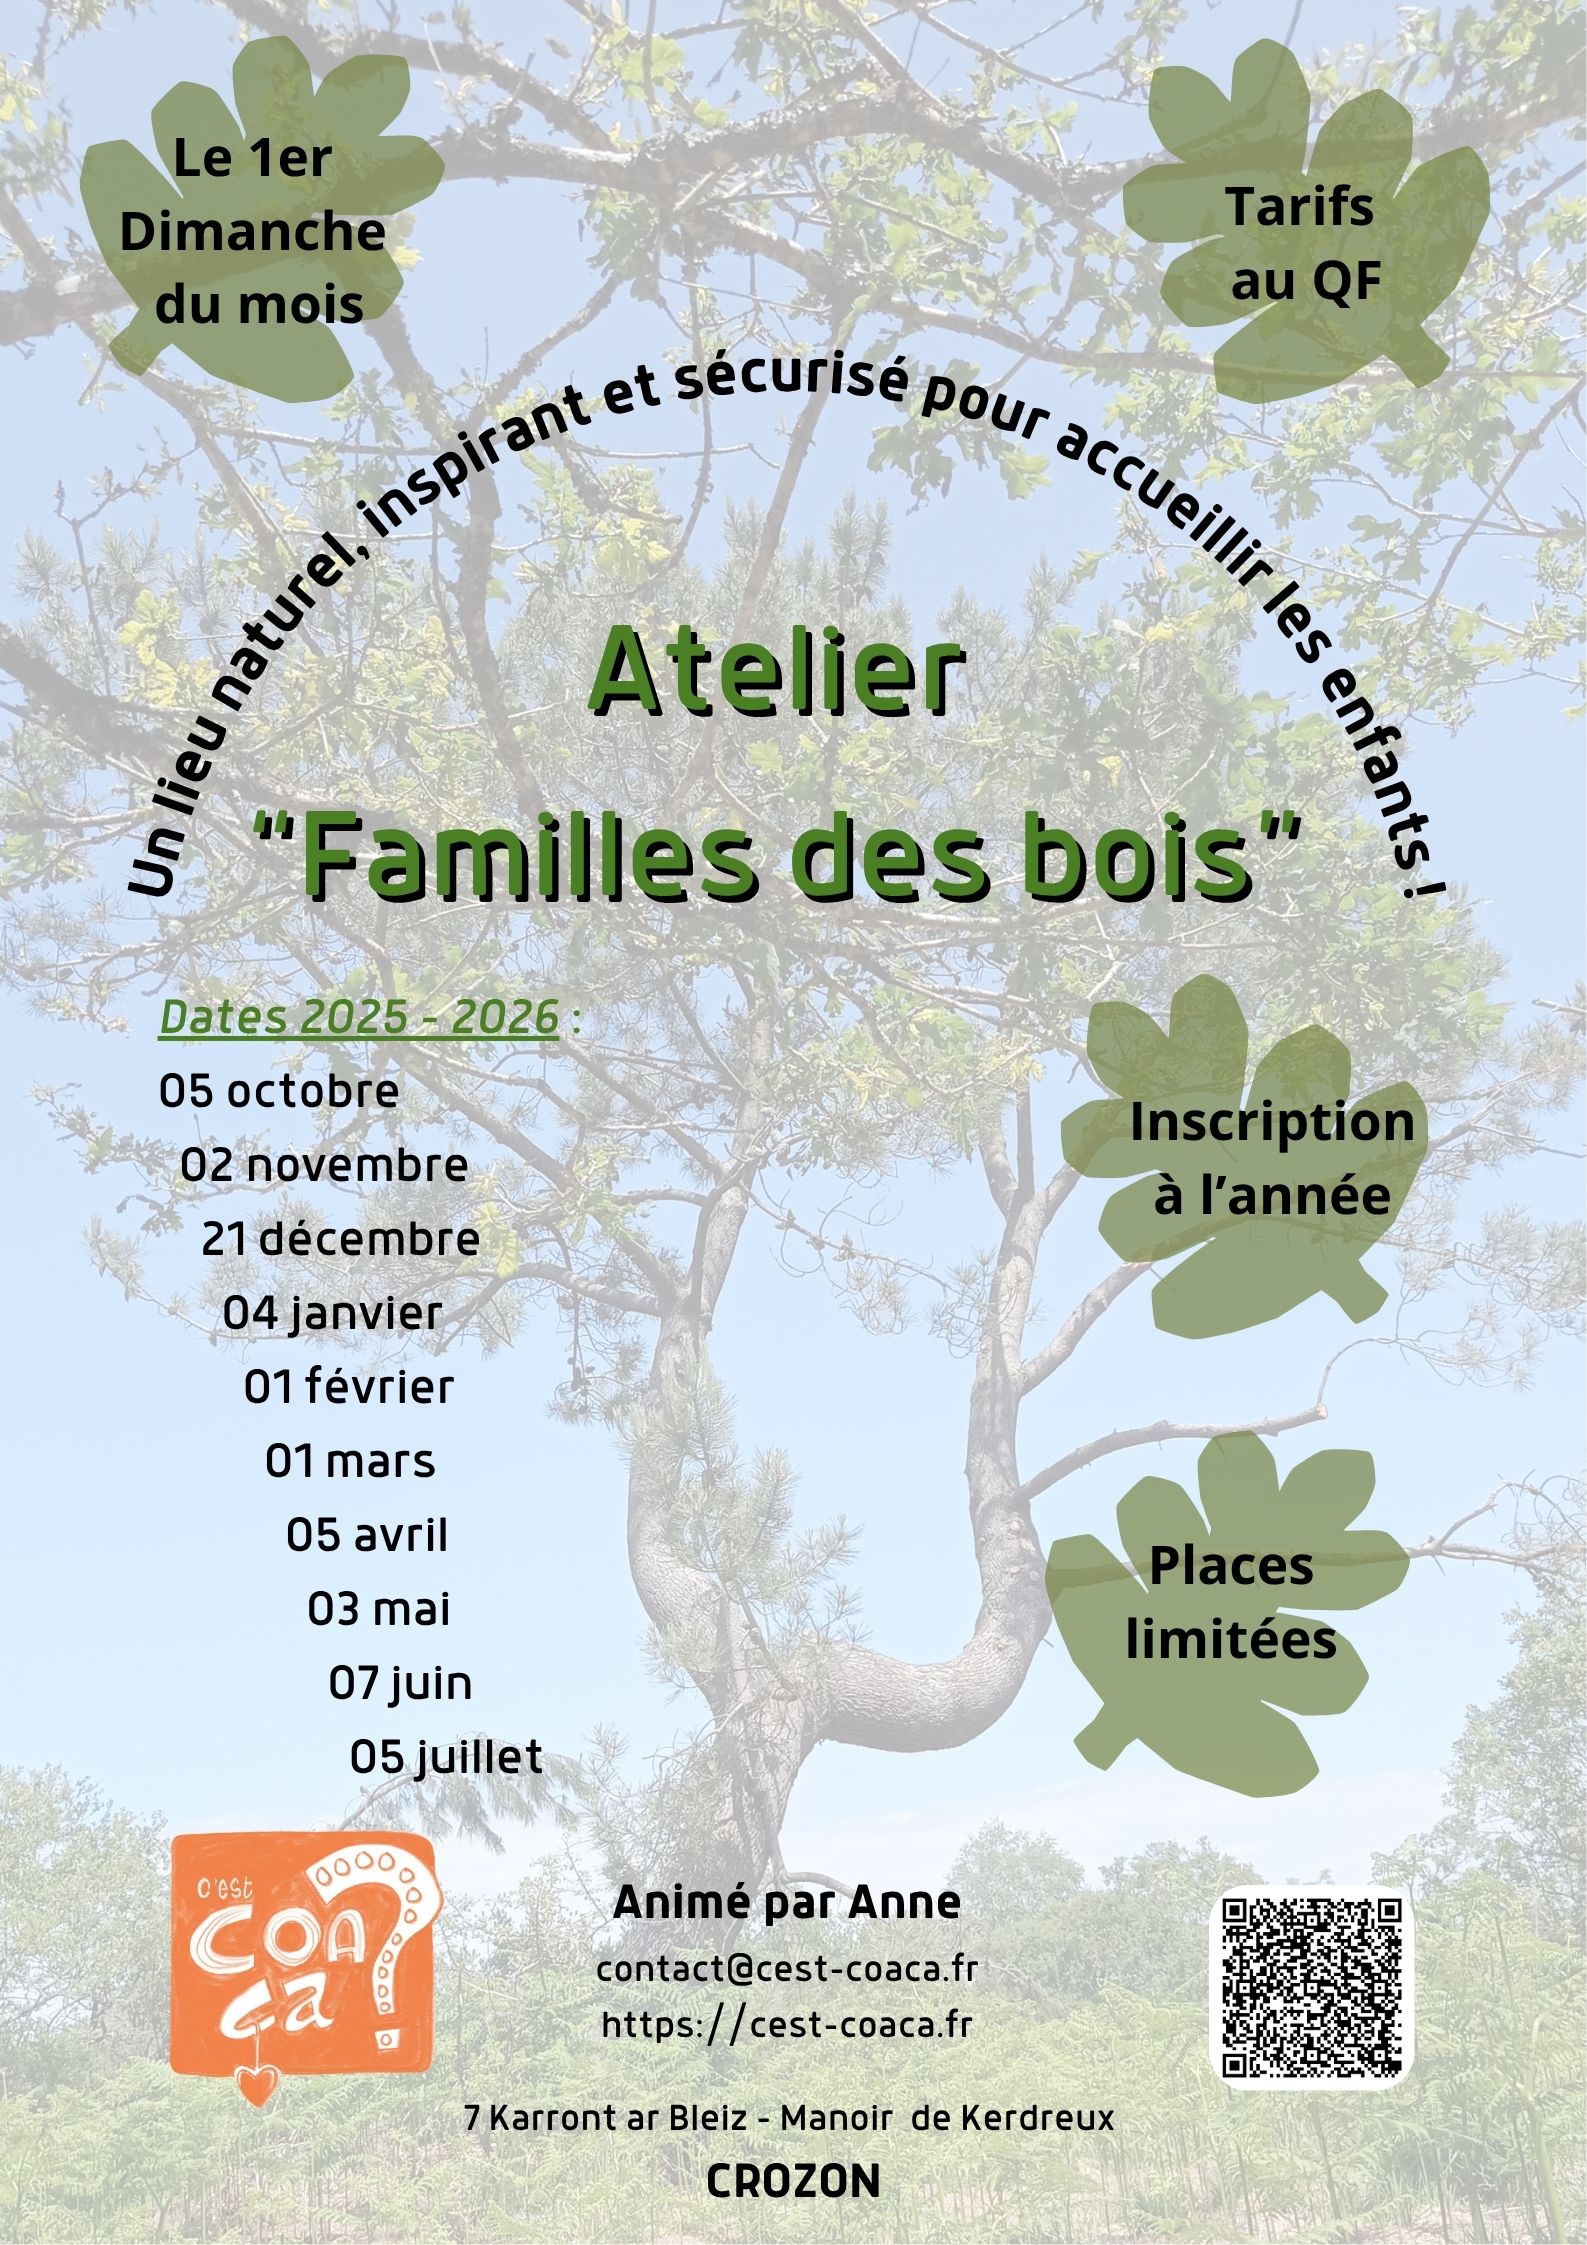 Le 1er
Dimanche
du mois
Tarifs
au QF
Un lieu naturel, inspirant et sécurisé pour accueillir les enfants !
Atelier
"Familles des bois"
Dates 2025 - 2026 :
05 octobre
02 novembre
21 décembre
04 janvier
01 février
01 mars
05 avril
03 mai
07 juin
05 juillet
Inscription
à l’année
Places
limitées
c'est
COA
ça ?
Animé par Anne
contact@cest-coaca.fr
https://cest-coaca.fr
7 Karront ar Bleiz - Manoir de Kerdreux
CROZON